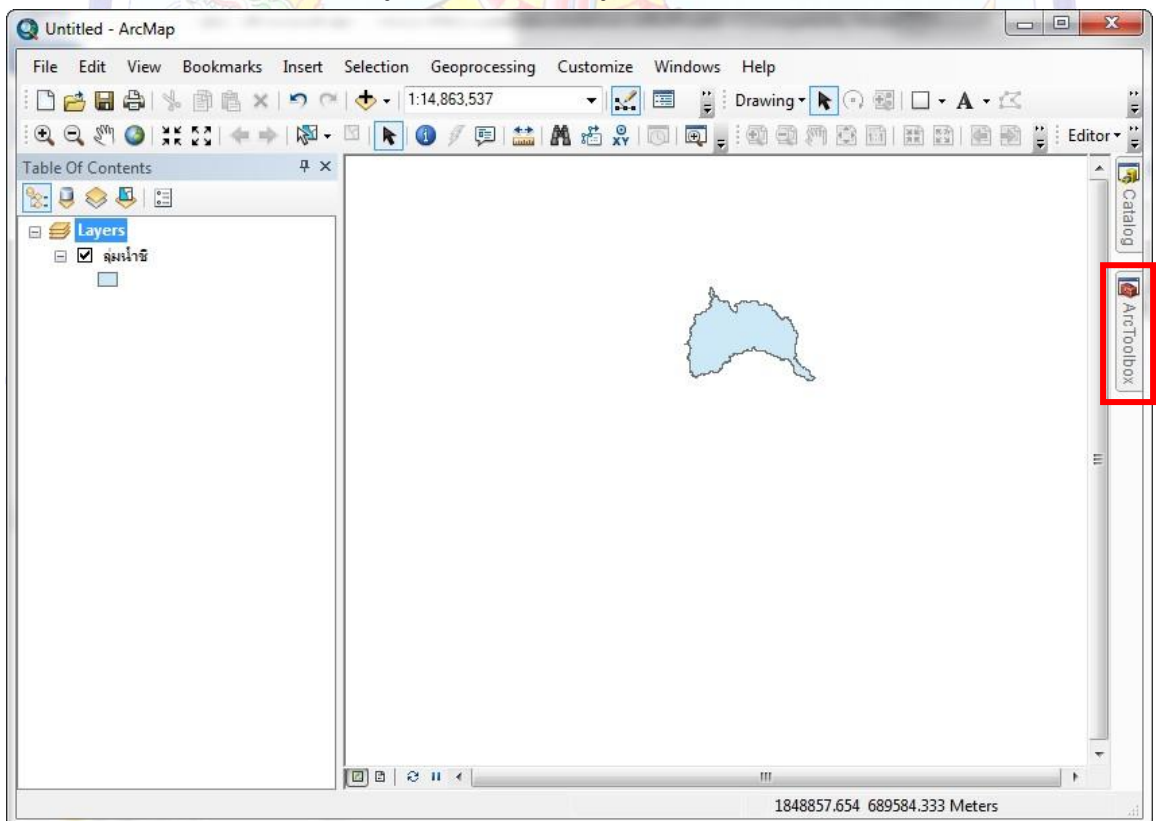 Untitled - ArcMap
File Edit View Bookmarks Insert Selection Geoprocessing Customize Windows Help
1:14,863,537 Drawing A
Editor
Table Of Contents
Layers
ลุ่มน้ำชี
Catalog
ArcToolbox
1848857.654 689584.333 Meters